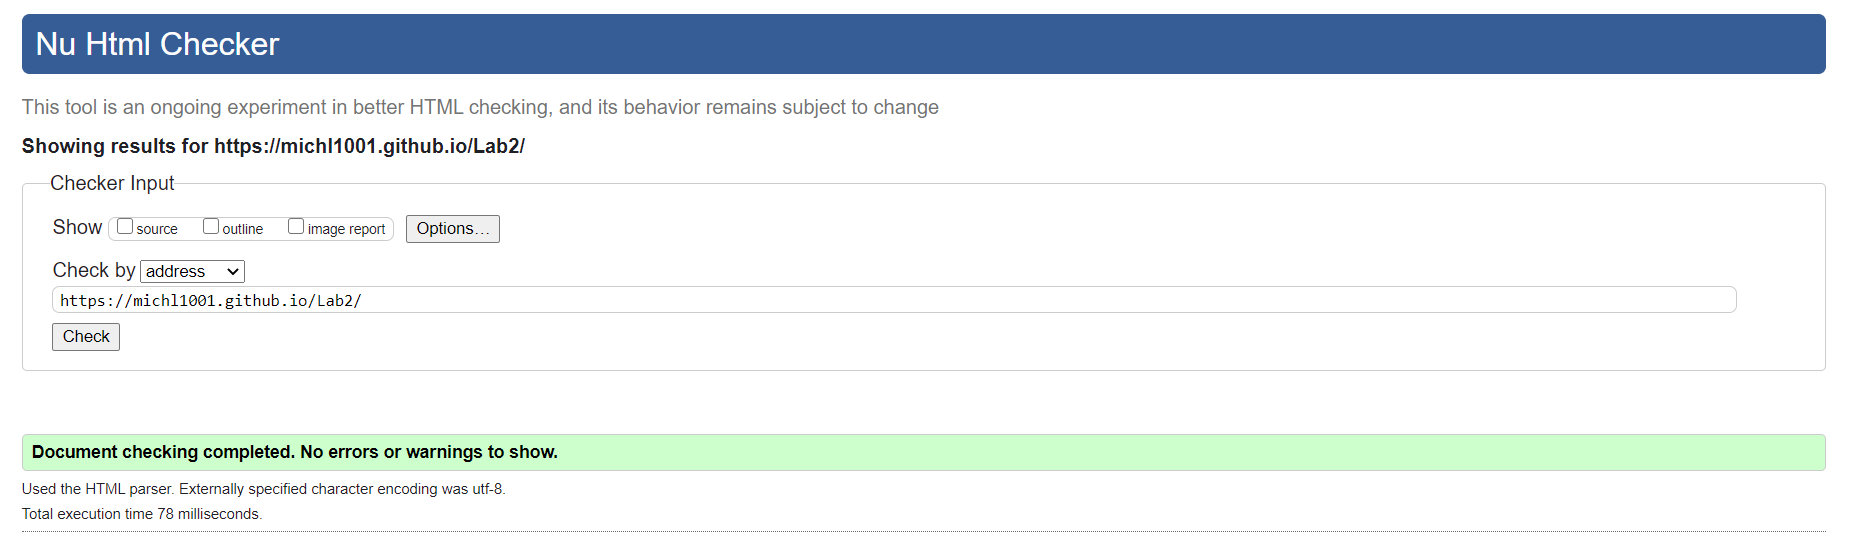 Nu Html Checker
This tool is an ongoing experiment in better HTML checking, and its behavior remains subject to change
Showing results for https://michl1001.github.io/Lab2/
Checker Input
Show source outline image report Options…
Check by address
https://michl1001.github.io/Lab2/
Check
Document checking completed. No errors or warnings to show.
Used the HTML parser. Externally specified character encoding was utf-8.
Total execution time 78 milliseconds.